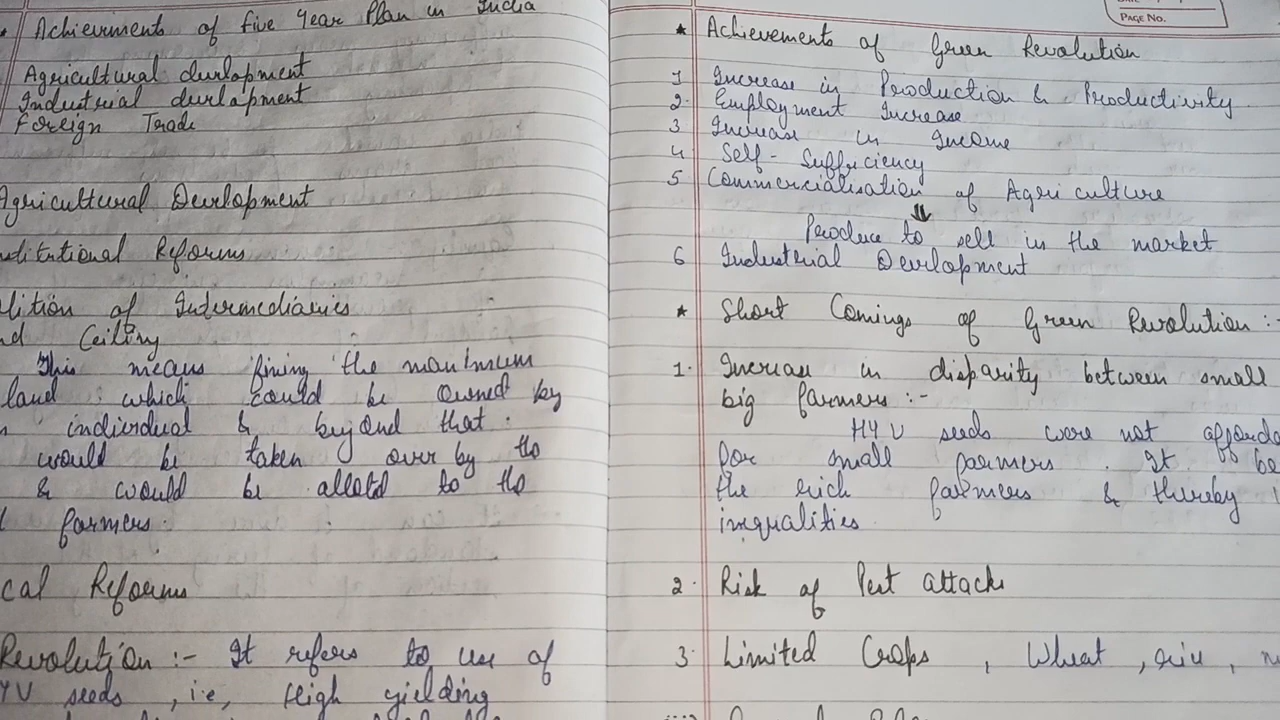 Achievements of five year Plan in India
Agricultural development
Industrial development
Foreign Trade
Agricultural Development
Reforms
of Intermediaries
Ceiling
This means fixing the maximum
land which could be owned by
individual & beyond that
would be taken over by the
& would be alloted to the
farmers.
Reforms
Revolution :- It refers to use of
seeds, i.e, High yielding
PAGE No.
* Achievements of Green Revolution
1 Increase in Production & Productivity
2. Employment Increase
3 Increase in Income
4 Self-Sufficiency
5 Commercialisation of Agriculture
⇓
Produce to sell in the market
6 Industrial Development
* Short Comings of Green Revolution :-
1. Increase in disparity between small
big farmers :-
HYV seeds were not
for small farmers. It
the rich farmers & thereby
inequalities
2. Risk of Pest attack
3. Limited Crops, Wheat, rice,